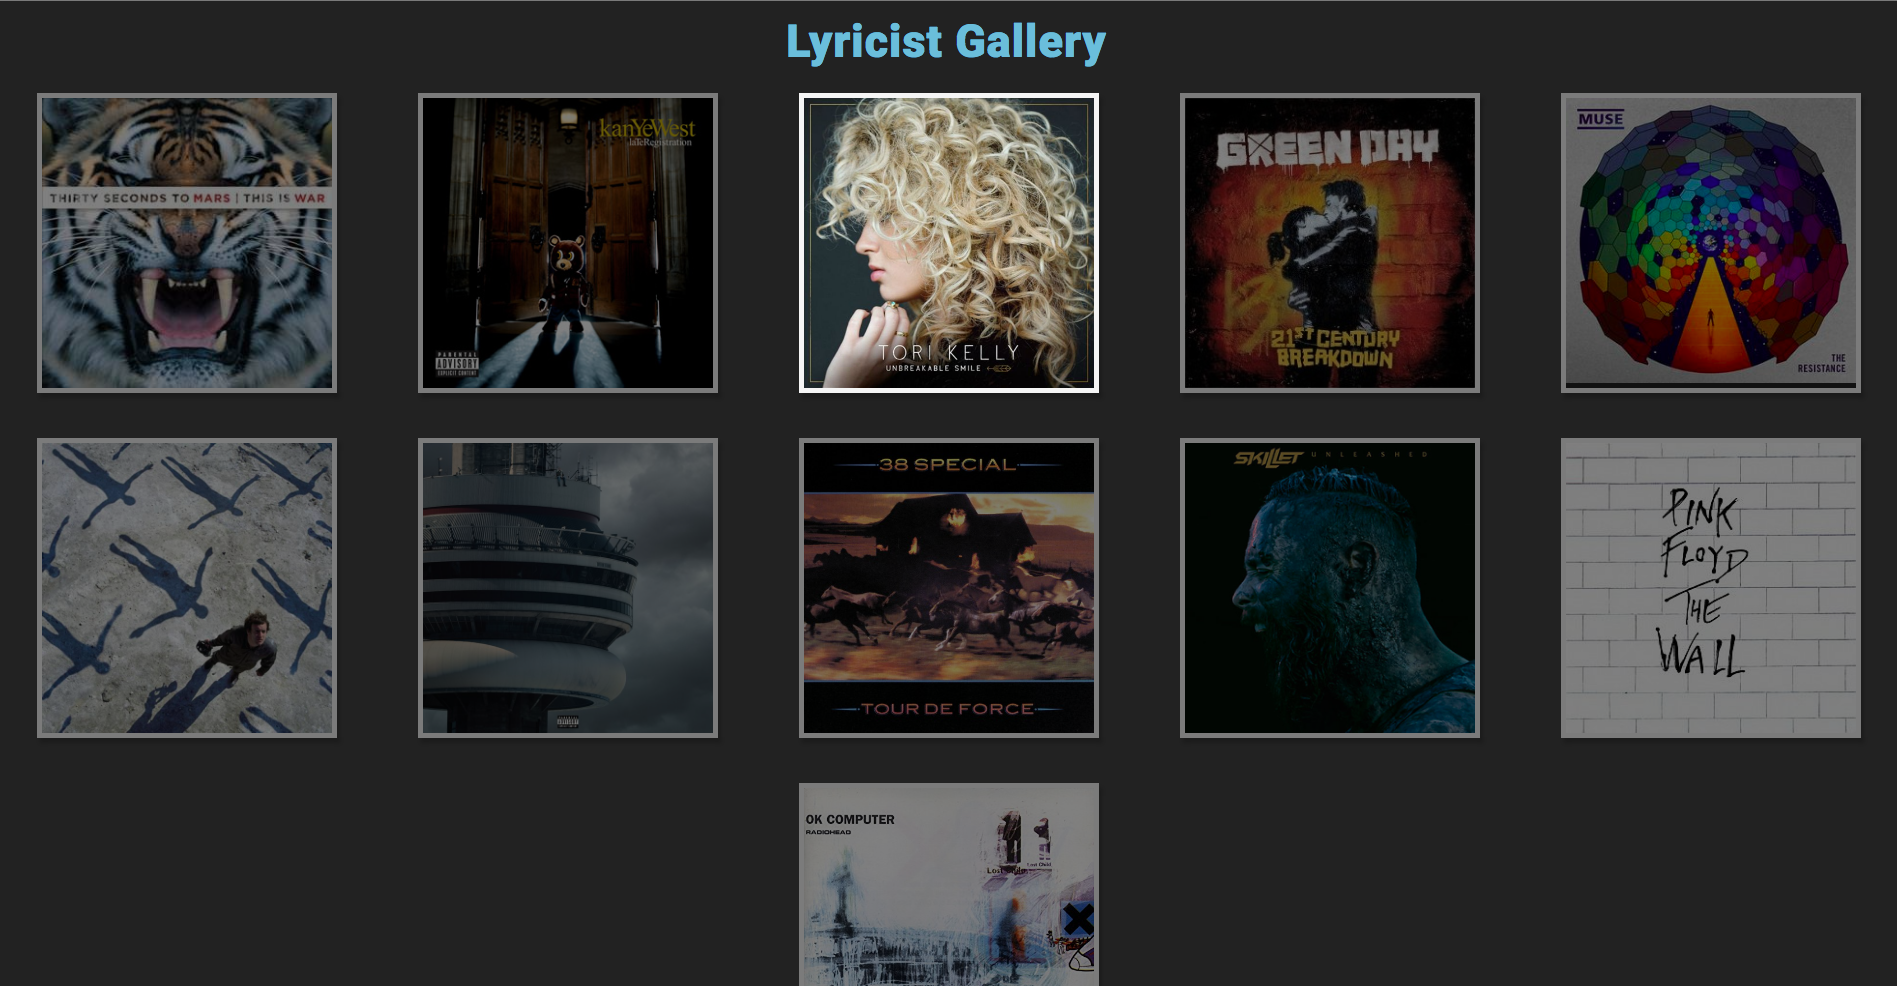 Lyricist Gallery
THIRTY SECONDS TO MARS | THIS IS WAR
kanYeWest
laTeRegistration
PARENTAL
ADVISORY
EXPLICIT CONTENT
TORI KELLY
UNBREAKABLE SMILE
GREEN DAY
21ST CENTURY
BREAKDOWN
MUSE
THE
RESISTANCE
38 SPECIAL
TOUR DE FORCE
SKILLET UNLEASHED
PINK
FLOYD
THE
WALL
OK COMPUTER
RADIOHEAD
Lost Child
Lost Child